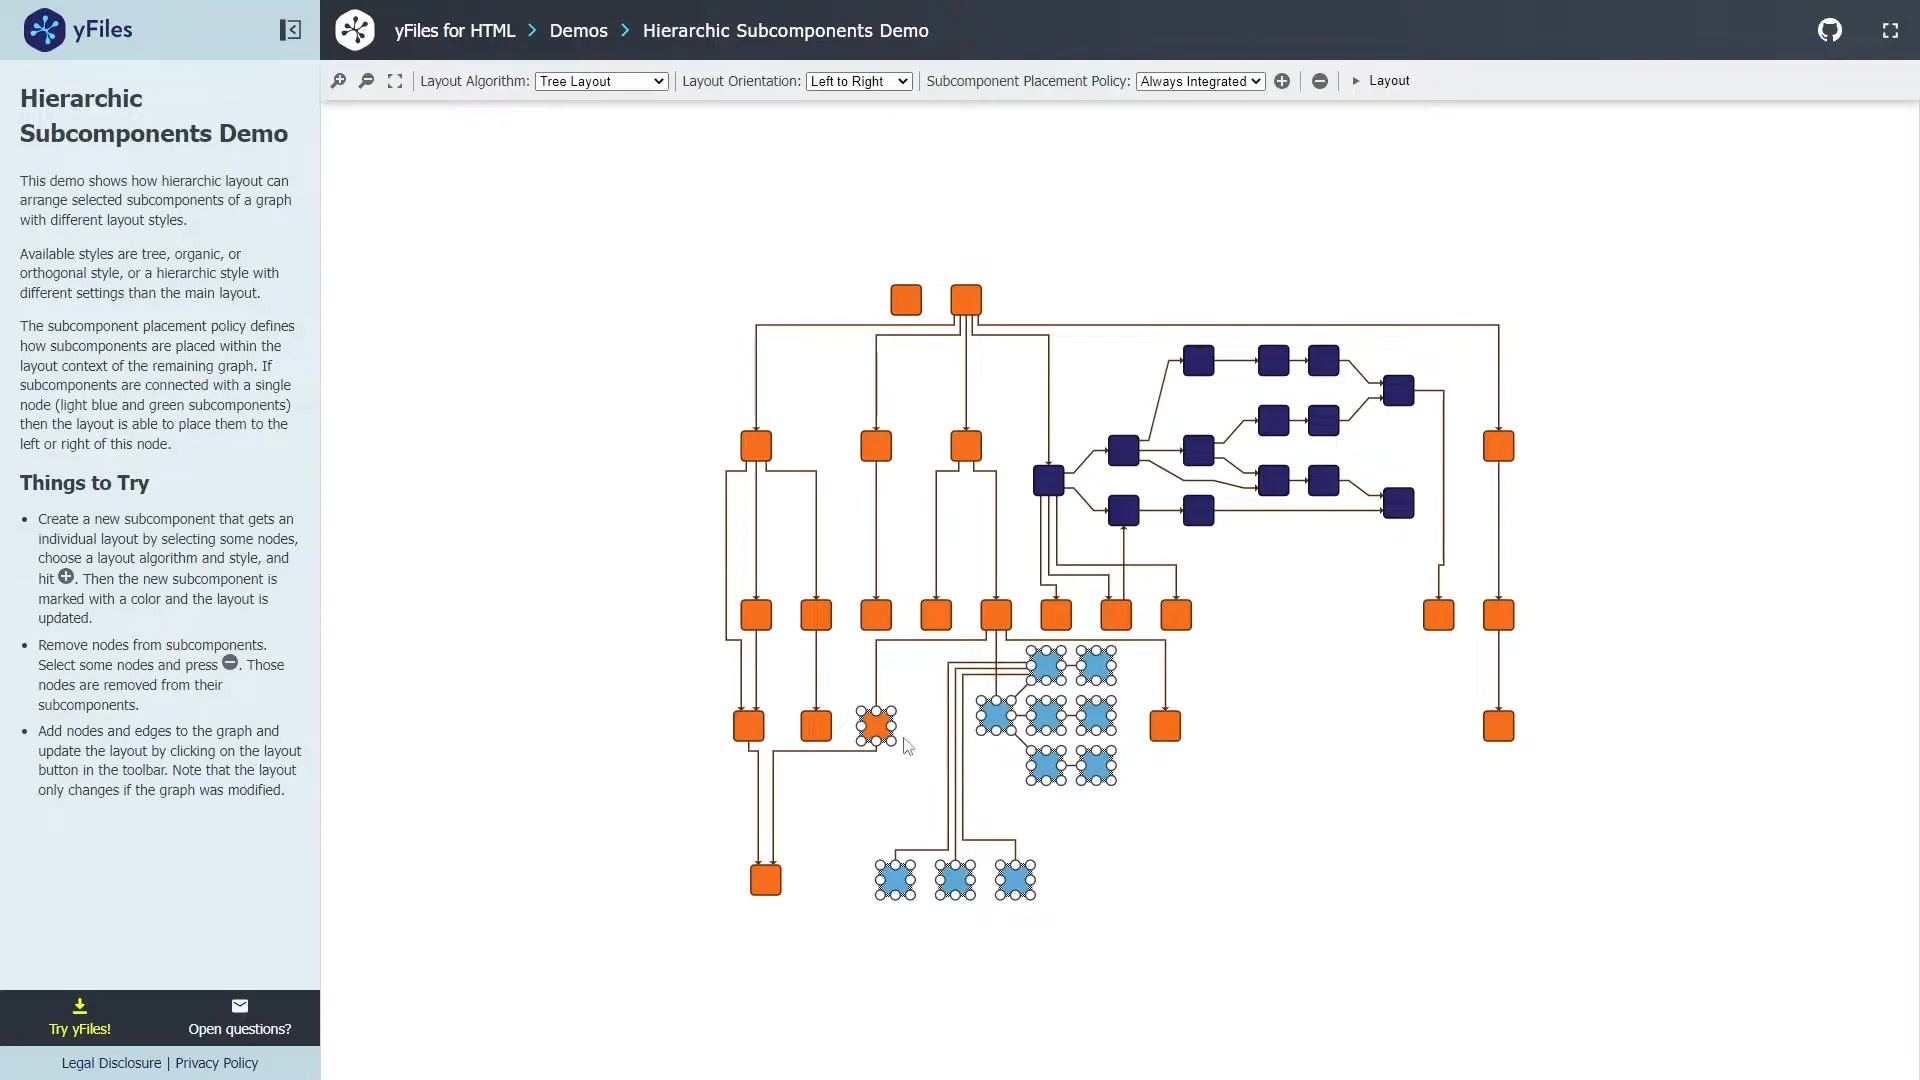 yFiles
yFiles for HTML
Demos
Hierarchic Subcomponents Demo
Layout Algorithm:
Tree Layout
Layout Orientation:
Left to Right
Subcomponent Placement Policy:
Always Integrated
Layout
Hierarchic
Subcomponents Demo
This demo shows how hierarchic layout can
arrange selected subcomponents of a graph
with different layout styles.
Available styles are tree, organic, or
orthogonal style, or a hierarchic style with
different settings than the main layout.
The subcomponent placement policy defines
how subcomponents are placed within the
layout context of the remaining graph. If
subcomponents are connected with a single
node (light blue and green subcomponents)
then the layout is able to place them to the
left or right of this node.
Things to Try
• Create a new subcomponent that gets an
individual layout by selecting some nodes,
choose a layout algorithm and style, and
hit . Then the new subcomponent is
marked with a color and the layout is
updated.
• Remove nodes from subcomponents.
Select some nodes and press . Those
nodes are removed from their
subcomponents.
• Add nodes and edges to the graph and
update the layout by clicking on the layout
button in the toolbar. Note that the layout
only changes if the graph was modified.
Try yFiles!
Open questions?
Legal Disclosure | Privacy Policy